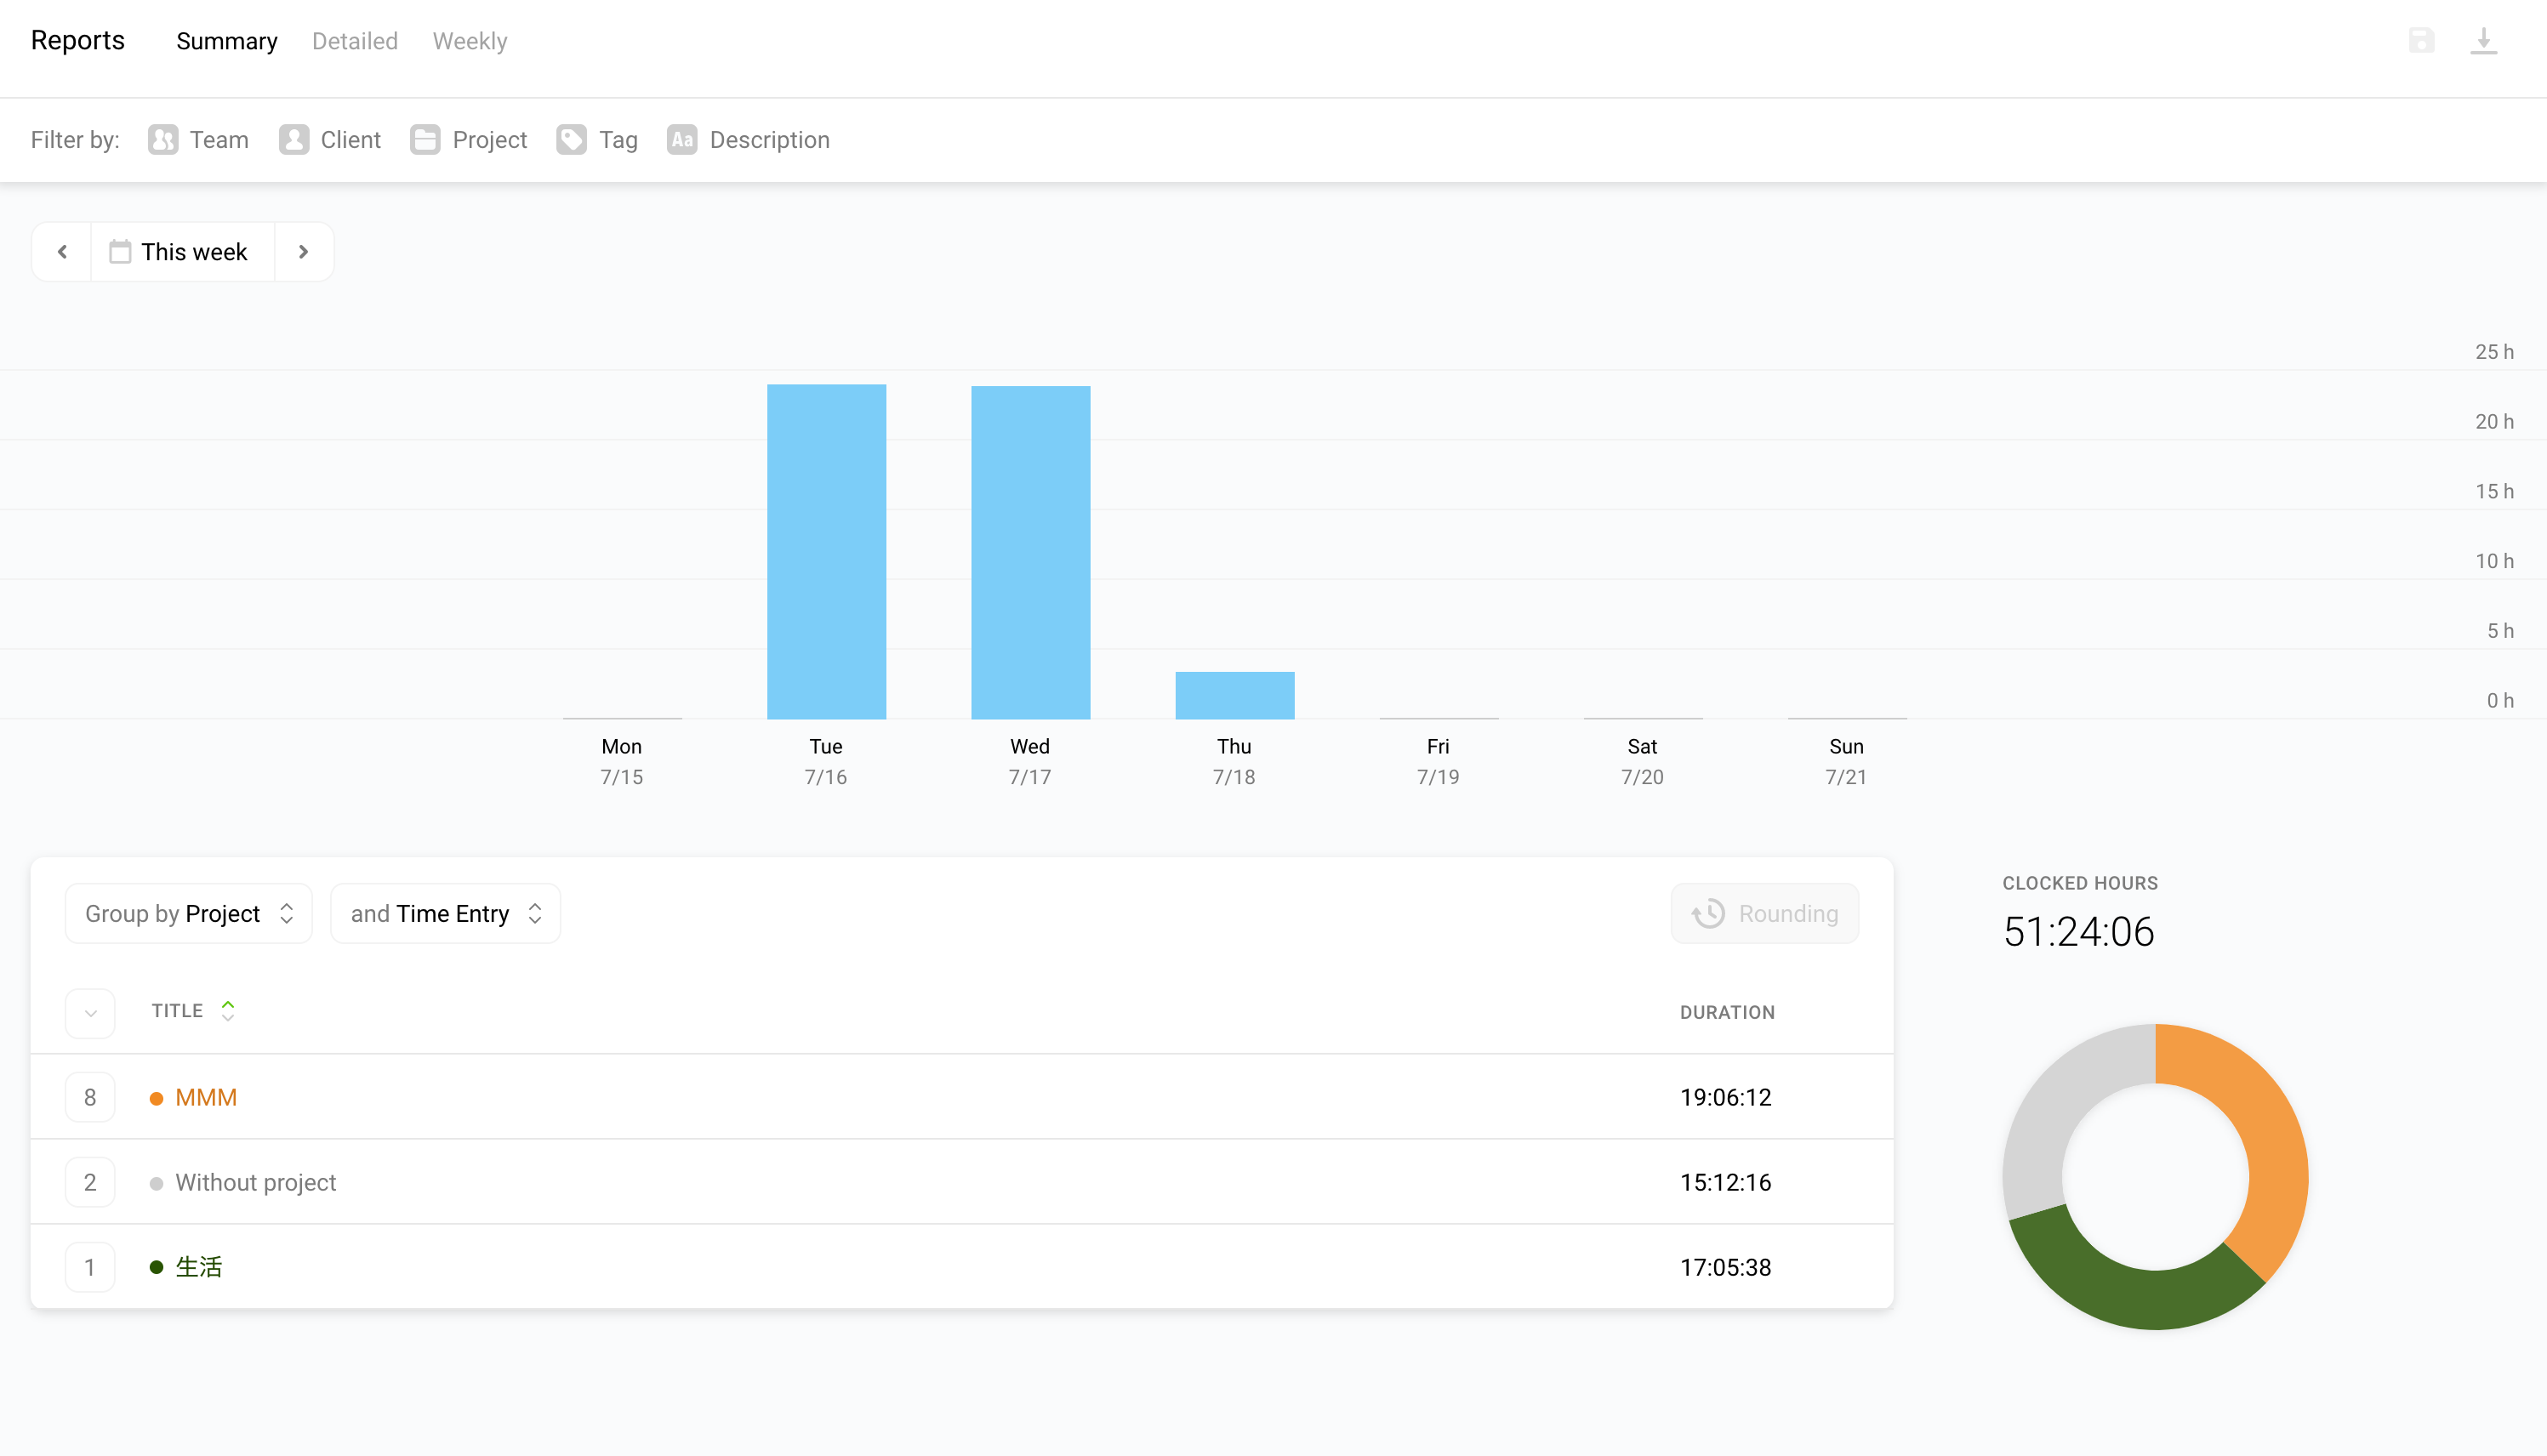 Reports Summary Detailed Weekly
Filter by: Team Client Project Aa Tag Description
This week
25 h
20 h
15 h
10 h
5 h
0 h
Mon Tue Wed Thu Fri Sat Sun
7/15 7/16 7/17 7/18 7/19 7/20 7/21
Group by Project and Time Entry Rounding
TITLE DURATION
8 MMM 19:06:12
2 Without project 15:12:16
1 生活 17:05:38
CLOCKED HOURS
51:24:06